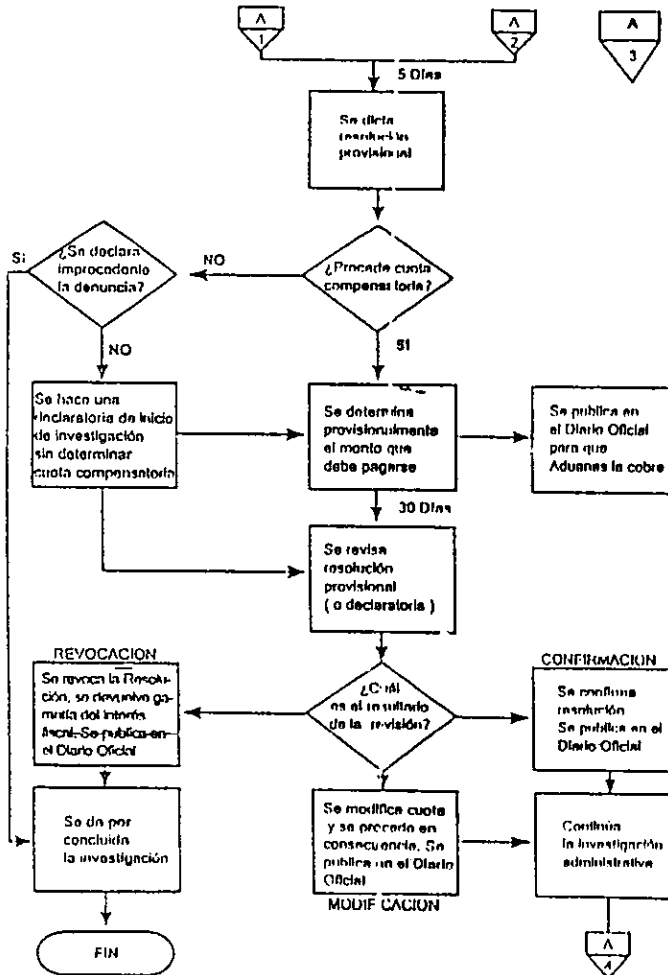 A
1
A
2
A
3
5 Días
Se dicta
resolución
provisional
¿Se declara
improcedente
la denuncia?
SI
NO
¿Procede cuota
compensatoria?
NO
SI
Se hace una
declaratoria de inicio
de investigación
sin determinar
cuota compensatoria
Se determina
provisionalmente
el monto que
debe pagarse
Se publica en
el Diario Oficial
para que
Aduanas la cobre
30 Días
Se revisa
resolución
provisional
( o declaratoria )
REVOCACION
Se revoca la Resolu-
ción, se devuelve ga-
rantía del interés
fiscal. Se publica en
el Diario Oficial
¿Cuál
es el resultado
de la revisión?
CONFIRMACION
Se confirma
resolución
Se publica en el
Diario Oficial
Se da por
concluida
la investigación
Se modifica cuota
y se procede en
consecuencia. Se
publica en el Diario
Oficial
MODIFICACION
Continúa
la investigación
administrativa
FIN
A
4